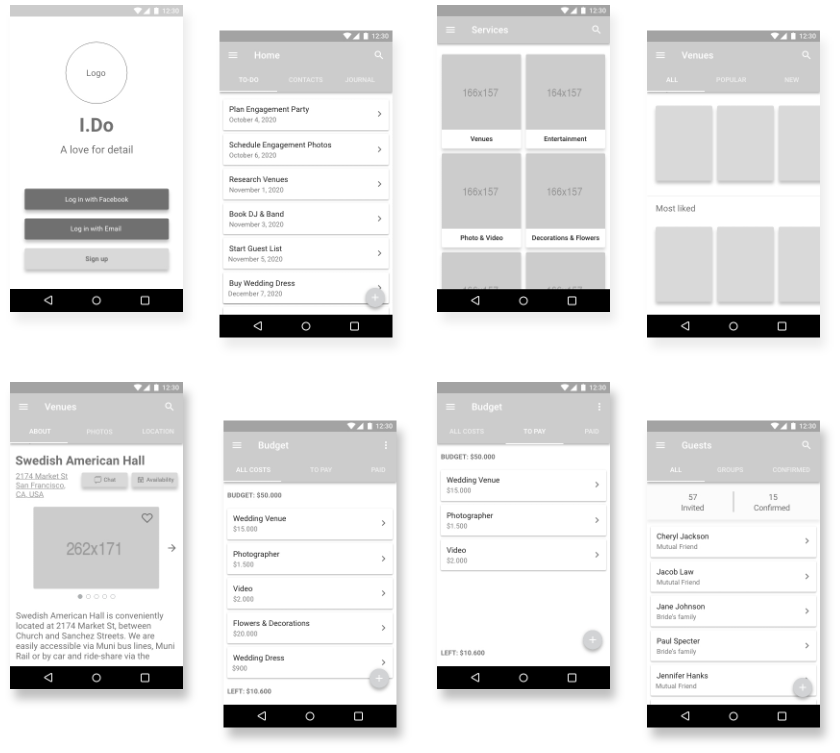 12:30
Logo
I.Do
A love for detail
Log in with Facebook
Log in with Email
Sign up
12:30
Home
TO-DO CONTACTS JOURNAL
Plan Engagement Party
October 4, 2020
Schedule Engagement Photos
October 6, 2020
Research Venues
November 1, 2020
Book DJ & Band
November 3, 2020
Start Guest List
November 5, 2020
Buy Wedding Dress
December 7, 2020
12:30
Services
166x157 164x157
Venues Entertainment
166x157 166x157
Photo & Video Decorations & Flowers
12:30
Venues
ALL POPULAR NEW
Most liked
12:30
Venues
ABOUT PHOTOS LOCATION
Swedish American Hall
2174 Market St
San Francisco,
CA, USA
Chat Availability
262x171
Swedish American Hall is conveniently
located at 2174 Market St, between
Church and Sanchez Streets. We are
easily accessible via Muni bus lines, Muni
Rail or by car and ride-share via the
12:30
Budget
ALL COSTS TO PAY PAID
BUDGET: $50.000
Wedding Venue
$15.000
Photographer
$1.500
Video
$2.000
Flowers & Decorations
$20.000
Wedding Dress
$900
LEFT: $10.600
12:30
Budget
ALL COSTS TO PAY PAID
BUDGET: $50.000
Wedding Venue
$15.000
Photographer
$1.500
Video
$2.000
LEFT: $10.600
12:30
Guests
ALL GROUPS CONFIRMED
57 15
Invited Confirmed
Cheryl Jackson
Mutual Friend
Jacob Law
Mututal Friend
Jane Johnson
Bride's family
Paul Specter
Bride's family
Jennifer Hanks
Mutual Friend